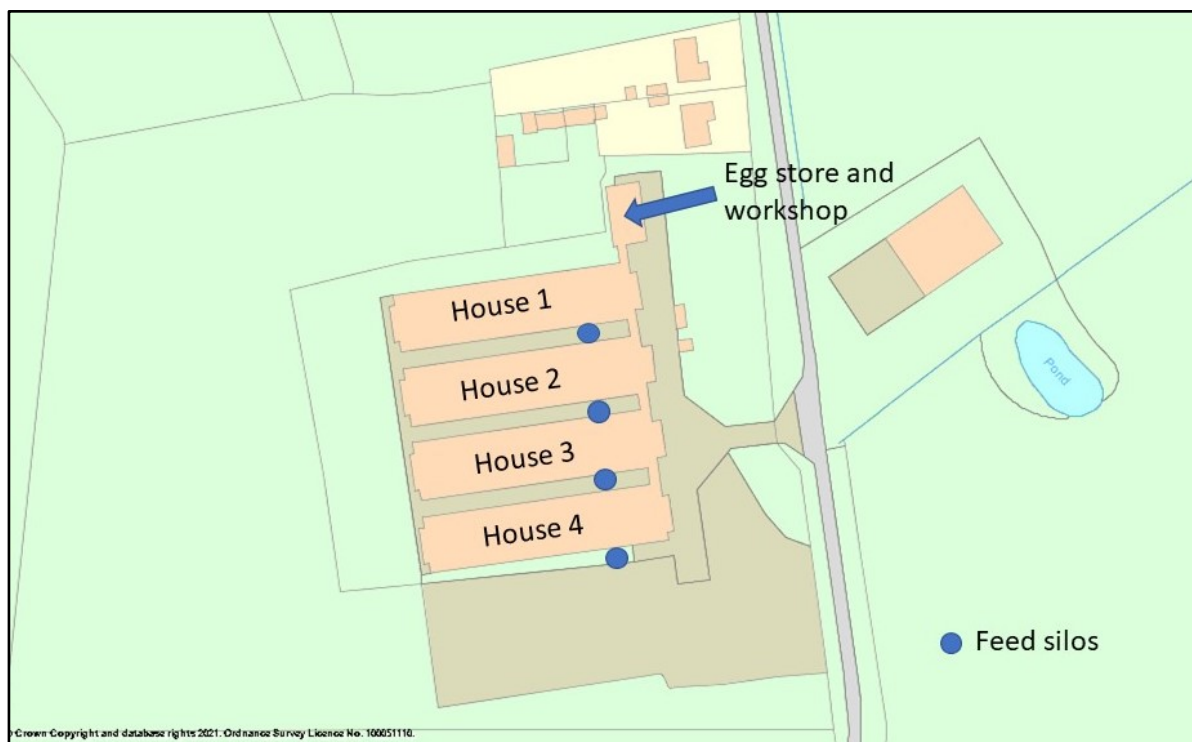 Egg store and
workshop
House 1
House 2
Pond
House 3
House 4
Feed silos
Crown Copyright and database rights 2021. Ordnance Survey Licence No. 100051110.